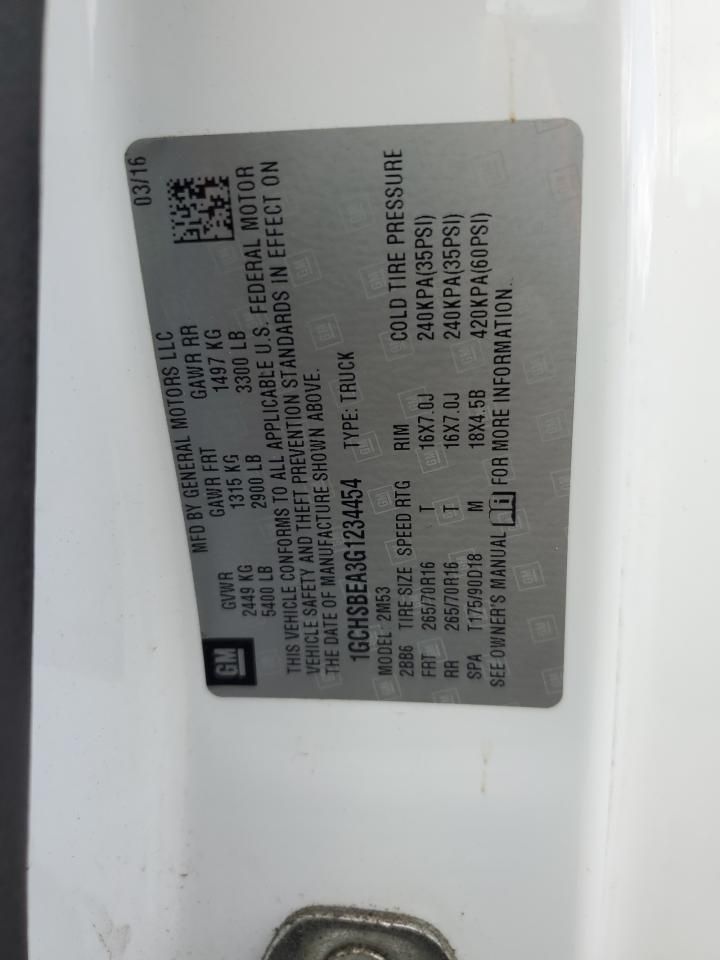 03/16
MFD BY GENERAL MOTORS LLC
GVWR GAWR FRT GAWR RR
2449 KG 1315 KG 1497 KG
5400 LB 2900 LB 3300 LB
GM
THIS VEHICLE CONFORMS TO ALL APPLICABLE U.S. FEDERAL MOTOR
VEHICLE SAFETY AND THEFT PREVENTION STANDARDS IN EFFECT ON
THE DATE OF MANUFACTURE SHOWN ABOVE.
1GCHSBEA3G1234454 TYPE: TRUCK
MODEL: 2M53
2BB6 TIRE SIZE SPEED RTG RIM COLD TIRE PRESSURE
FRT 265/70R16 T 16X7.0J 240KPA(35PSI)
RR 265/70R16 T 16X7.0J 240KPA(35PSI)
SPA T175/90D18 M 18X4.5B 420KPA(60PSI)
SEE OWNER'S MANUAL FOR MORE INFORMATION.